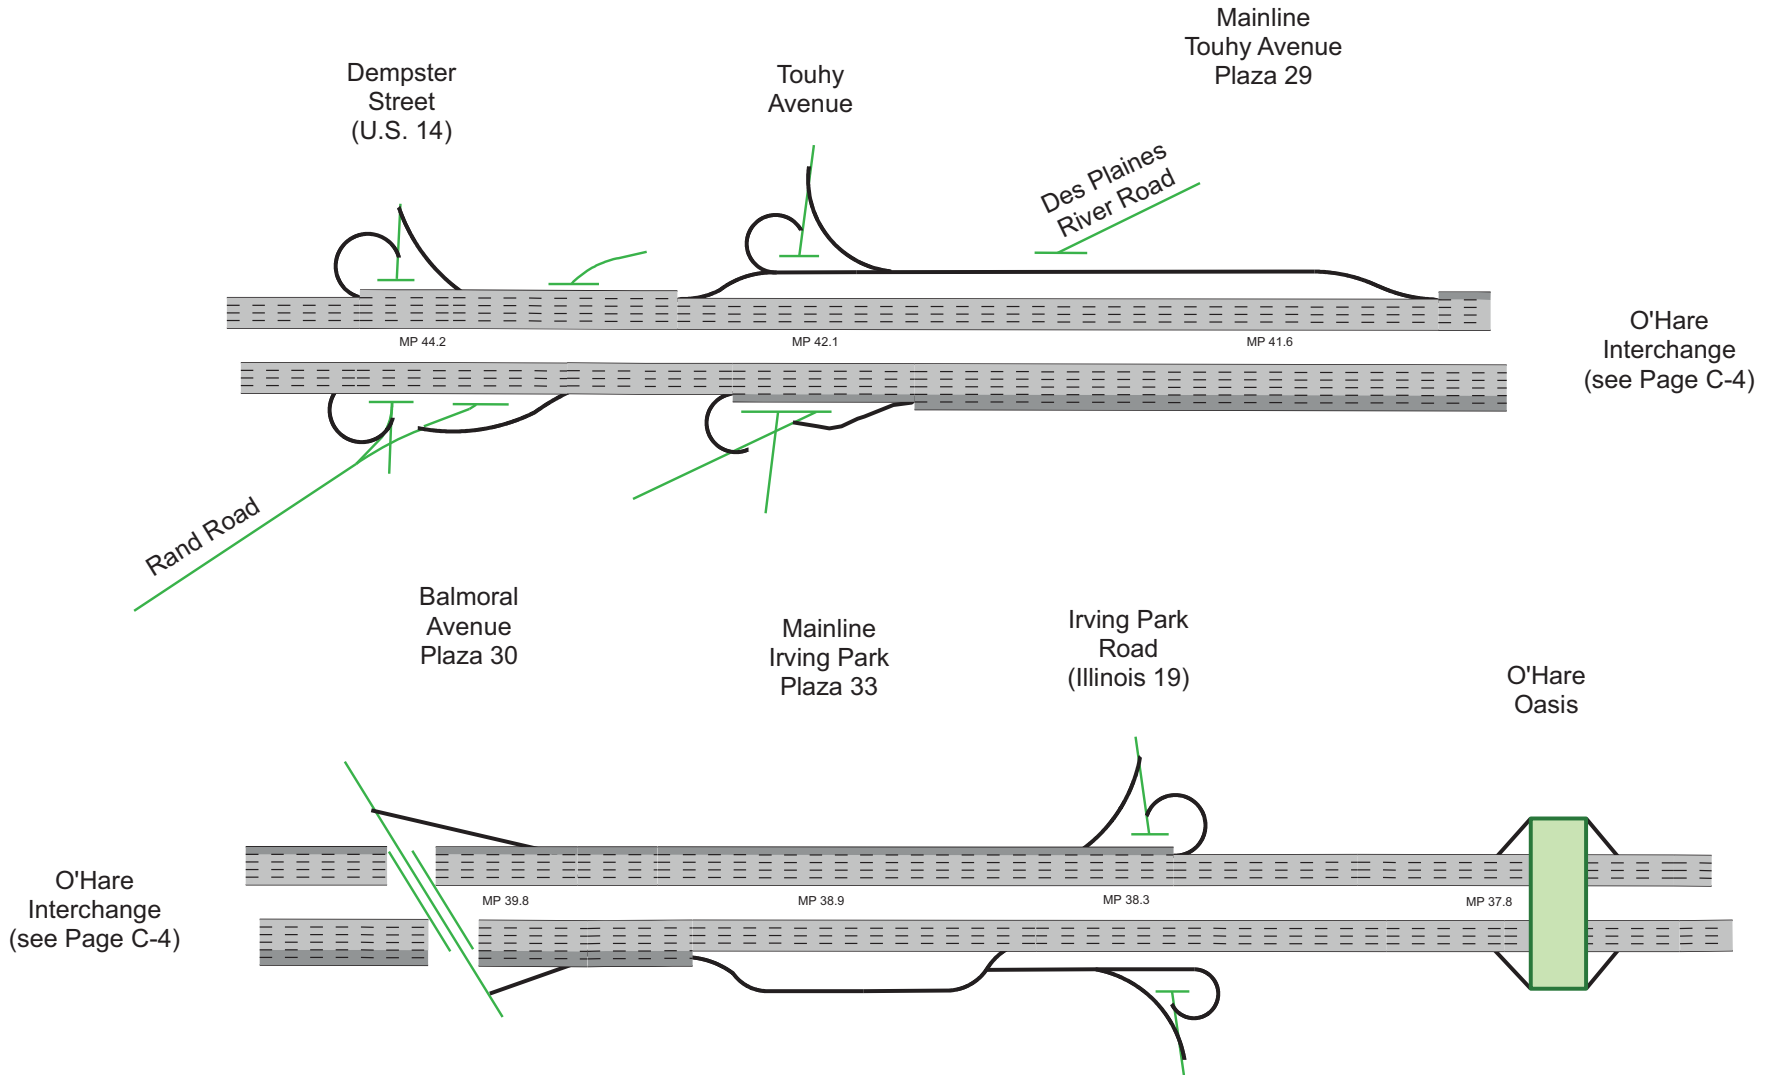 Mainline
Touhy Avenue
Plaza 29
Dempster
Street
(U.S. 14)
Touhy
Avenue
Des Plaines
River Road
MP 44.2
MP 42.1
MP 41.6
O'Hare
Interchange
(see Page C-4)
Rand Road
Balmoral
Avenue
Plaza 30
Mainline
Irving Park
Plaza 33
Irving Park
Road
(Illinois 19)
O'Hare
Oasis
O'Hare
Interchange
(see Page C-4)
MP 39.8
MP 38.9
MP 38.3
MP 37.8